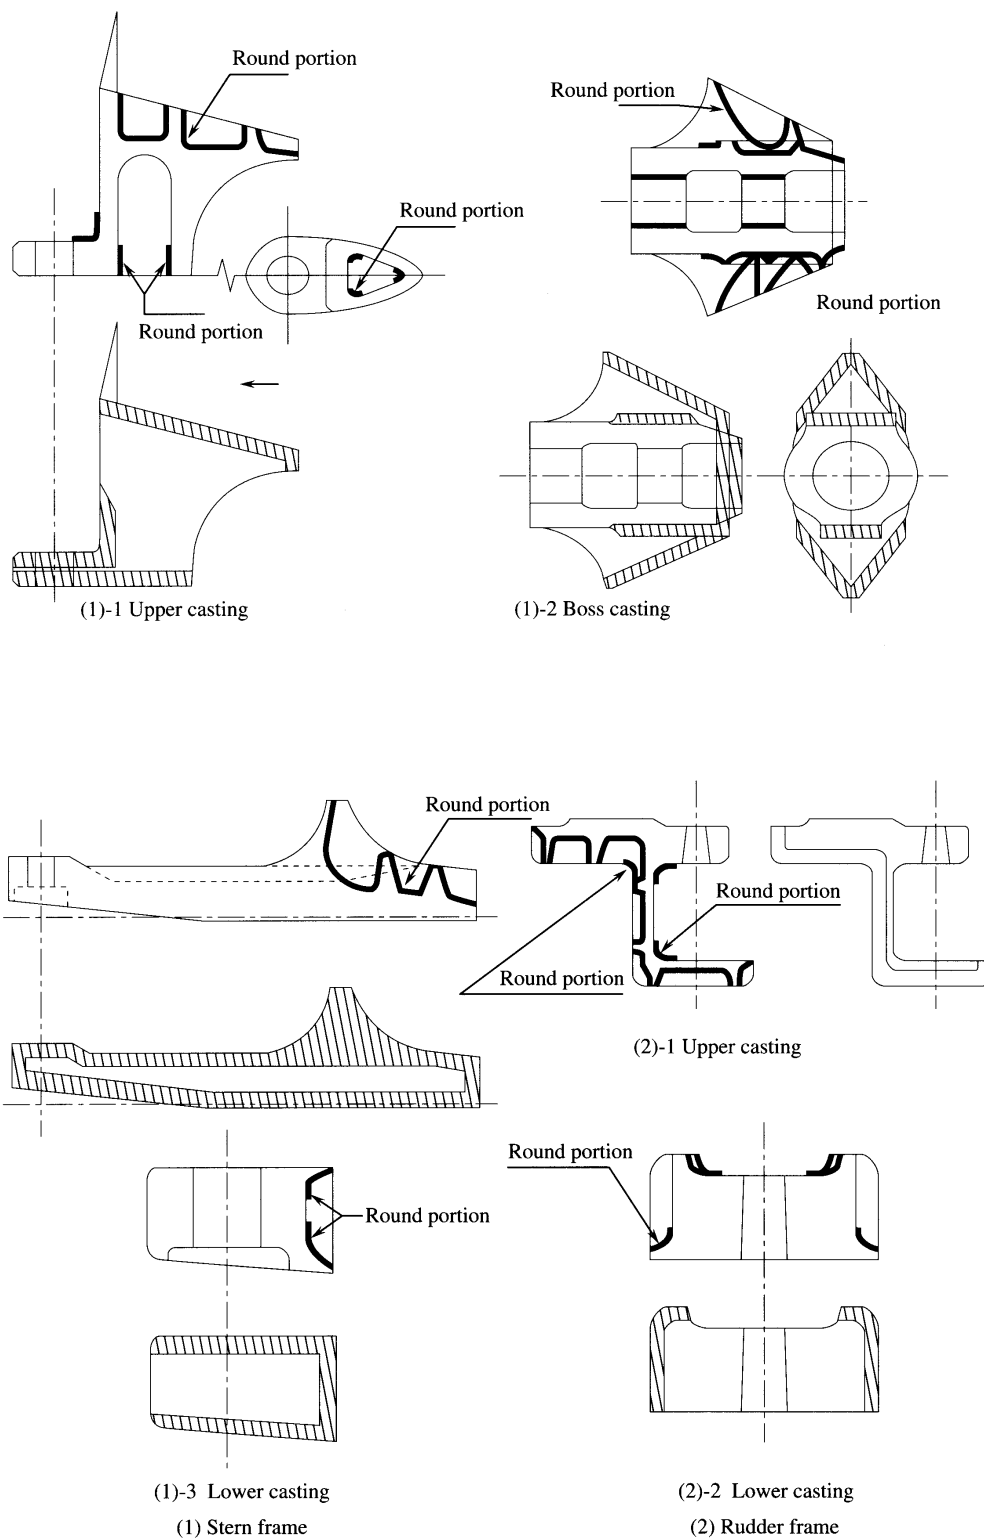 Round portion
Round portion
Round portion
(1)-1 Upper casting
Round portion
Round portion
(1)-2 Boss casting
Round portion
Round portion
Round portion
(2)-1 Upper casting
Round portion
Round portion
(1)-3 Lower casting
(1) Stern frame
(2)-2 Lower casting
(2) Rudder frame